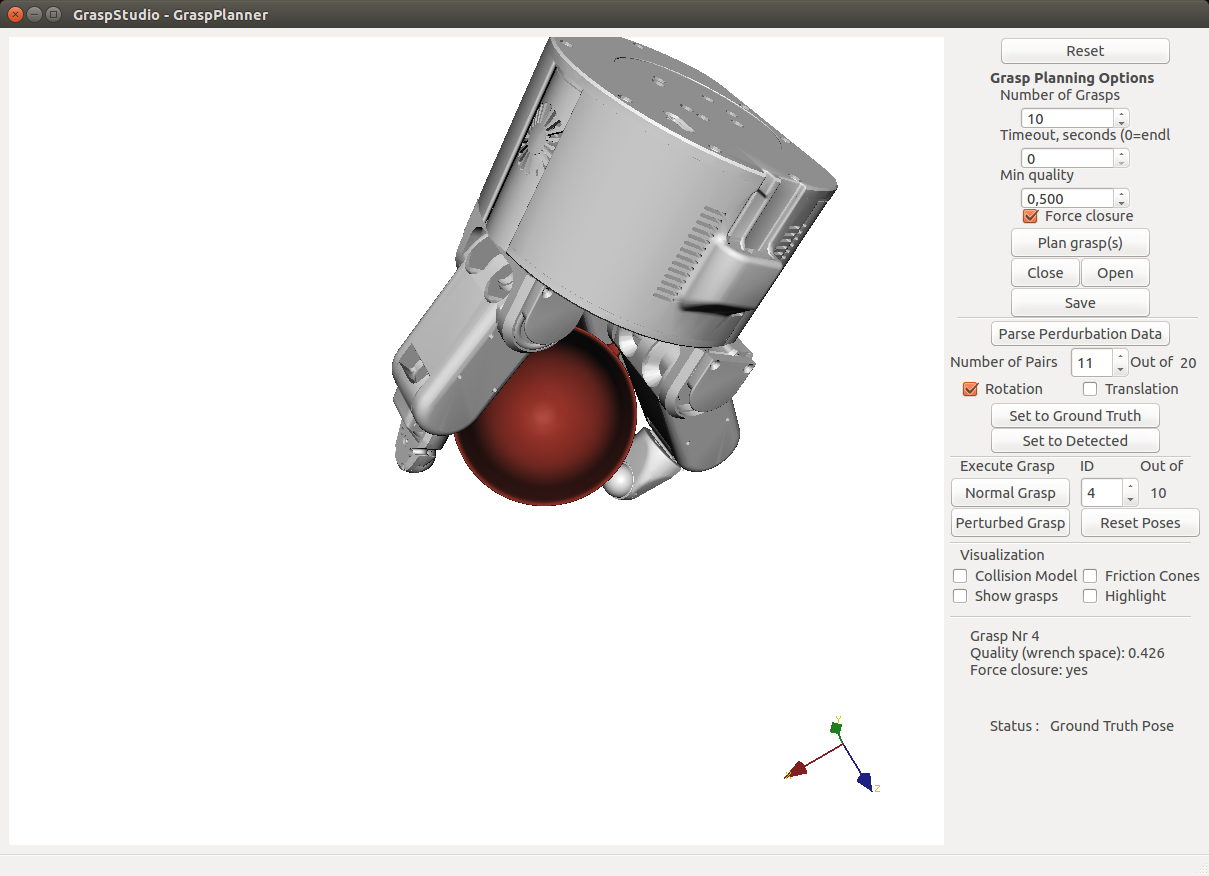 GraspStudio - GraspPlanner
Reset
Grasp Planning Options
Number of Grasps
10
Timeout, seconds (0=endl
0
Min quality
0,500
Force closure
Plan grasp(s)
Close Open
Save
Parse Perdurbation Data
Number of Pairs 11 Out of 20
Rotation Translation
Set to Ground Truth
Set to Detected
Execute Grasp ID Out of
Normal Grasp 4 10
Perturbed Grasp Reset Poses
Visualization
Collision Model Friction Cones
Show grasps Highlight
Grasp Nr 4
Quality (wrench space): 0.426
Force closure: yes
Status : Ground Truth Pose
Y
X
Z